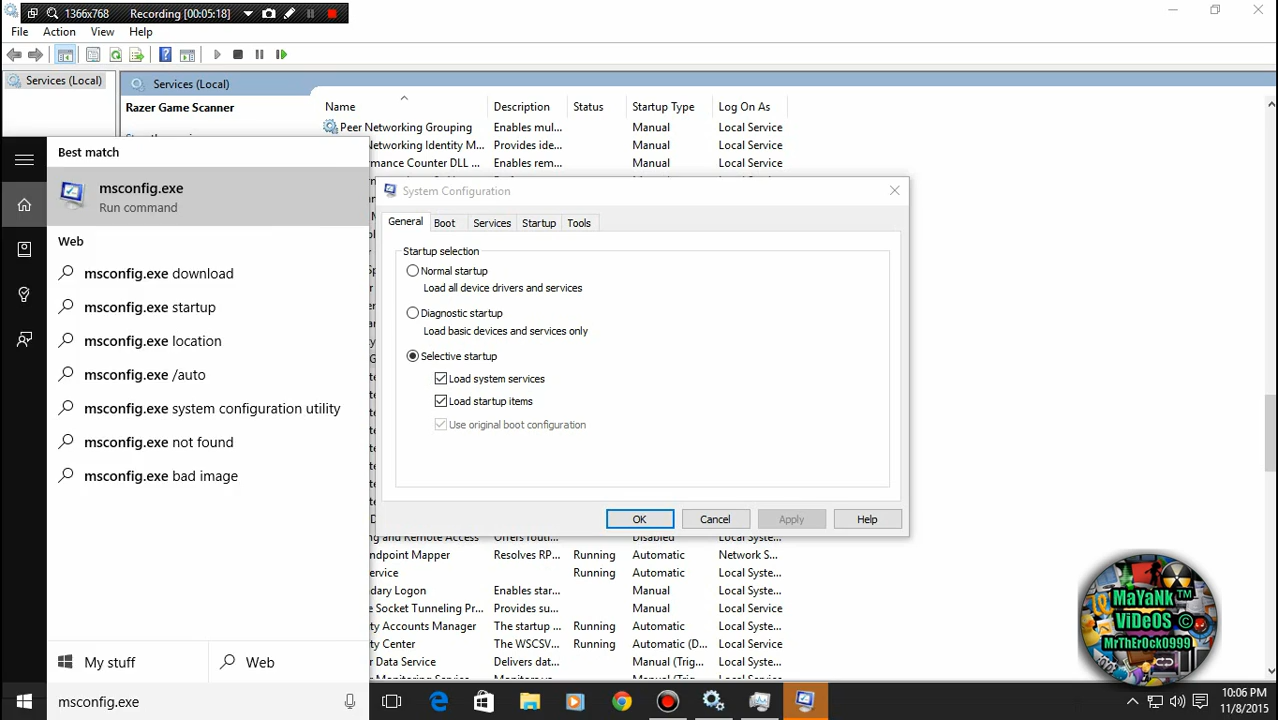 1366x768 Recording [00:05:18]
File Action View Help
Services (Local)
Services (Local)
Razer Game Scanner
Name Description Status Startup Type Log On As
Peer Networking Grouping Enables mul... Manual Local Service
Networking Identity M... Provides ide... Manual Local Service
mance Counter DLL ... Enables rem... Manual Local Service
Best match
msconfig.exe
Run command
Web
msconfig.exe download
msconfig.exe startup
msconfig.exe location
msconfig.exe /auto
msconfig.exe system configuration utility
msconfig.exe not found
msconfig.exe bad image
My stuff
Web
msconfig.exe
System Configuration
General Boot Services Startup Tools
Startup selection
Normal startup
Load all device drivers and services
Diagnostic startup
Load basic devices and services only
Selective startup
Load system services
Load startup items
Use original boot configuration
OK Cancel Apply Help
ng and Remote Access Offers routi... Disabled Local Syste...
ndpoint Mapper Resolves RP... Running Automatic Network S...
ervice Running Automatic Local Syste...
dary Logon Enables star... Manual Local Syste...
e Socket Tunneling Pr... Provides su... Manual Local Service
ty Accounts Manager The startup ... Running Automatic Local Syste...
ty Center The WSCSV... Running Automatic (D... Local Service
r Data Service Delivers dat... Manual (Trig... Local Service
MaYaNk ™
ViDeOS ©
MrThErOck0999
10:06 PM
11/8/2015